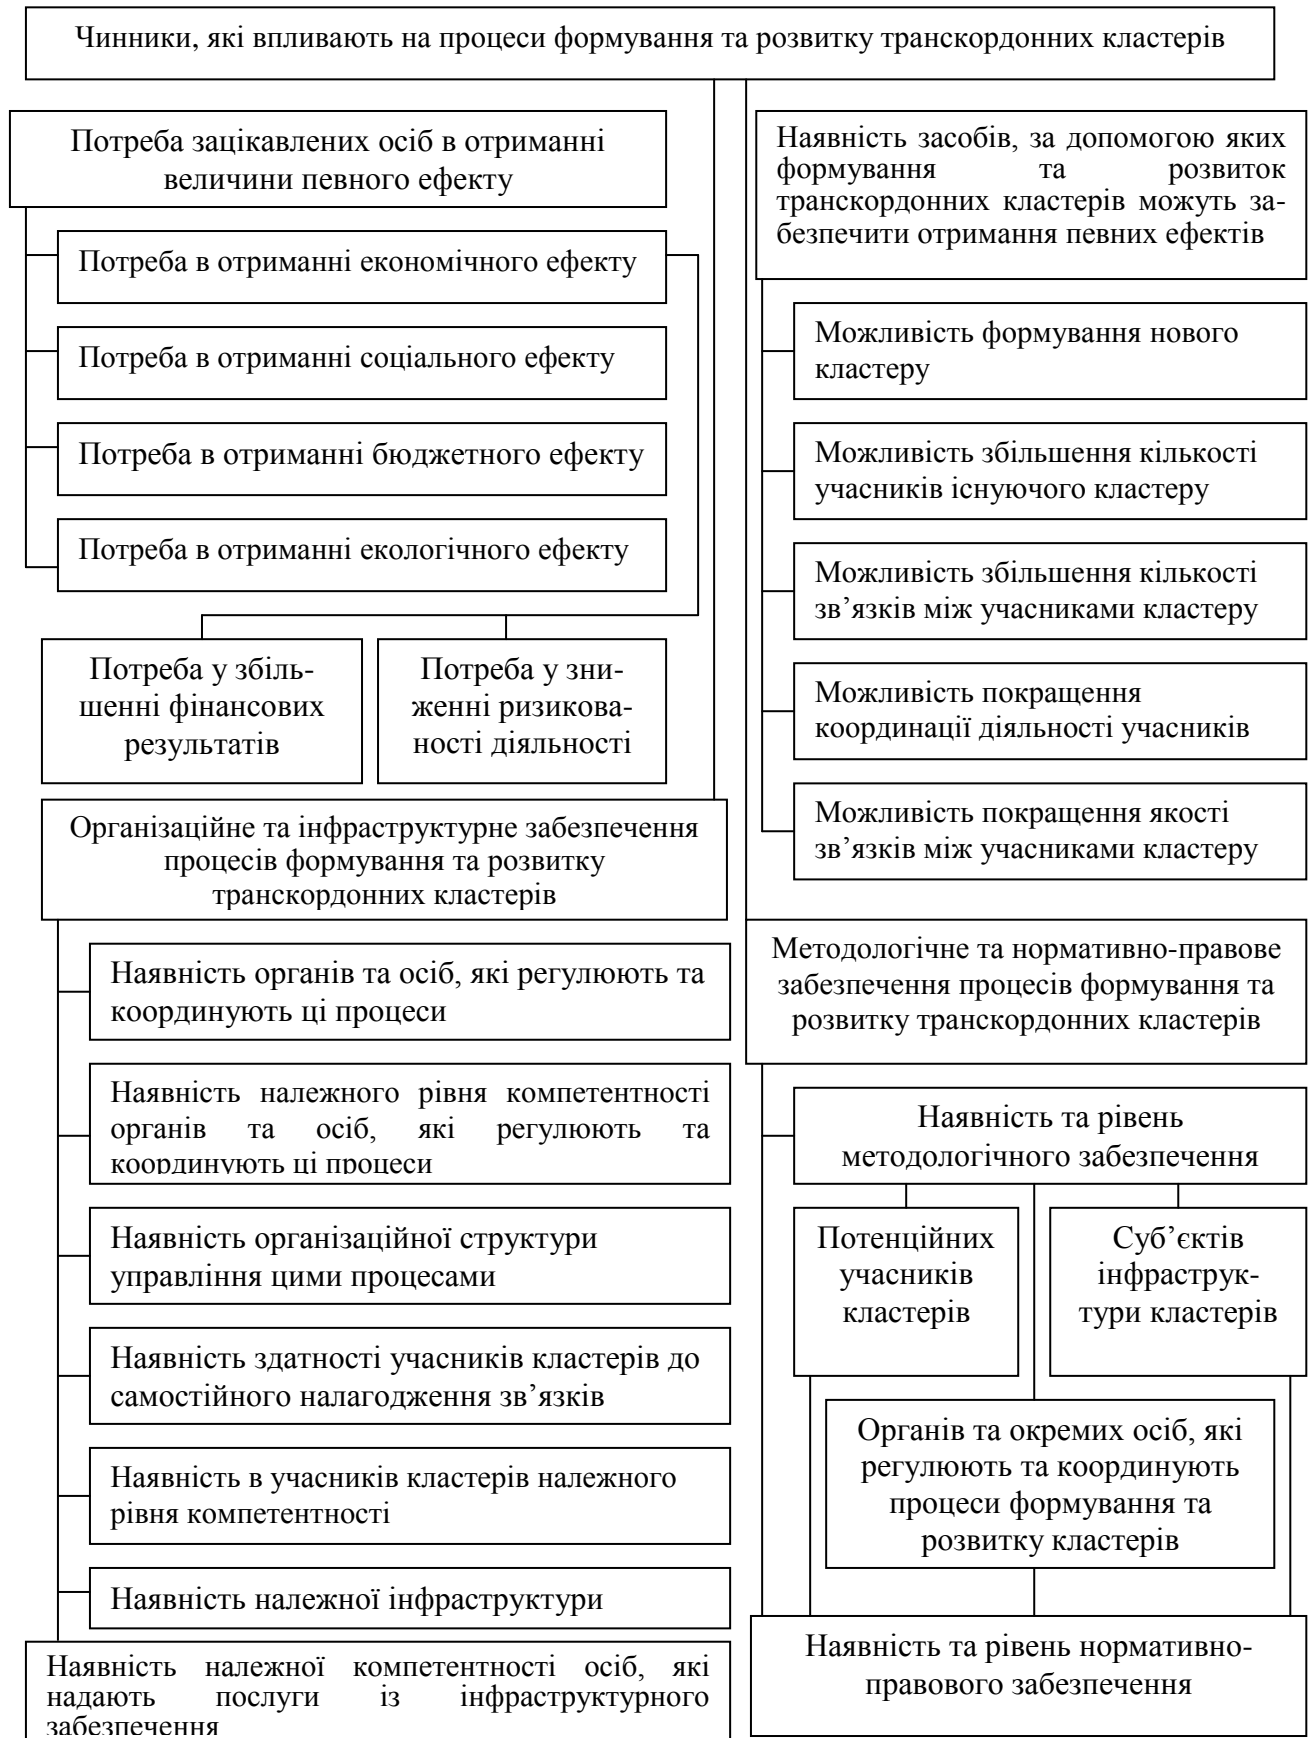 Чинники, які впливають на процеси формування та розвитку транскордонних кластерів
Потреба зацікавлених осіб в отриманні
величини певного ефекту
Потреба в отриманні економічного ефекту
Потреба в отриманні соціального ефекту
Потреба в отриманні бюджетного ефекту
Потреба в отриманні екологічного ефекту
Потреба у збіль-
шенні фінансових
результатів
Потреба у зни-
женні ризикова-
ності діяльності
Наявність засобів, за допомогою яких
формування та розвиток
транскордонних кластерів можуть за-
безпечити отримання певних ефектів
Можливість формування нового
кластеру
Можливість збільшення кількості
учасників існуючого кластеру
Можливість збільшення кількості
зв’язків між учасниками кластеру
Можливість покращення
координації діяльності учасників
Можливість покращення якості
зв’язків між учасниками кластеру
Організаційне та інфраструктурне забезпечення
процесів формування та розвитку
транскордонних кластерів
Наявність органів та осіб, які регулюють та
координують ці процеси
Наявність належного рівня компетентності
органів та осіб, які регулюють та
координують ці процеси
Наявність організаційної структури
управління цими процесами
Наявність здатності учасників кластерів до
самостійного налагодження зв’язків
Наявність в учасників кластерів належного
рівня компетентності
Наявність належної інфраструктури
Наявність належної компетентності осіб, які
надають послуги із інфраструктурного
забезпечення
Методологічне та нормативно-правове
забезпечення процесів формування та
розвитку транскордонних кластерів
Наявність та рівень
методологічного забезпечення
Потенційних
учасників
кластерів
Суб’єктів
інфраструк-
тури кластерів
Органів та окремих осіб, які
регулюють та координують
процеси формування та
розвитку кластерів
Наявність та рівень нормативно-
правового забезпечення